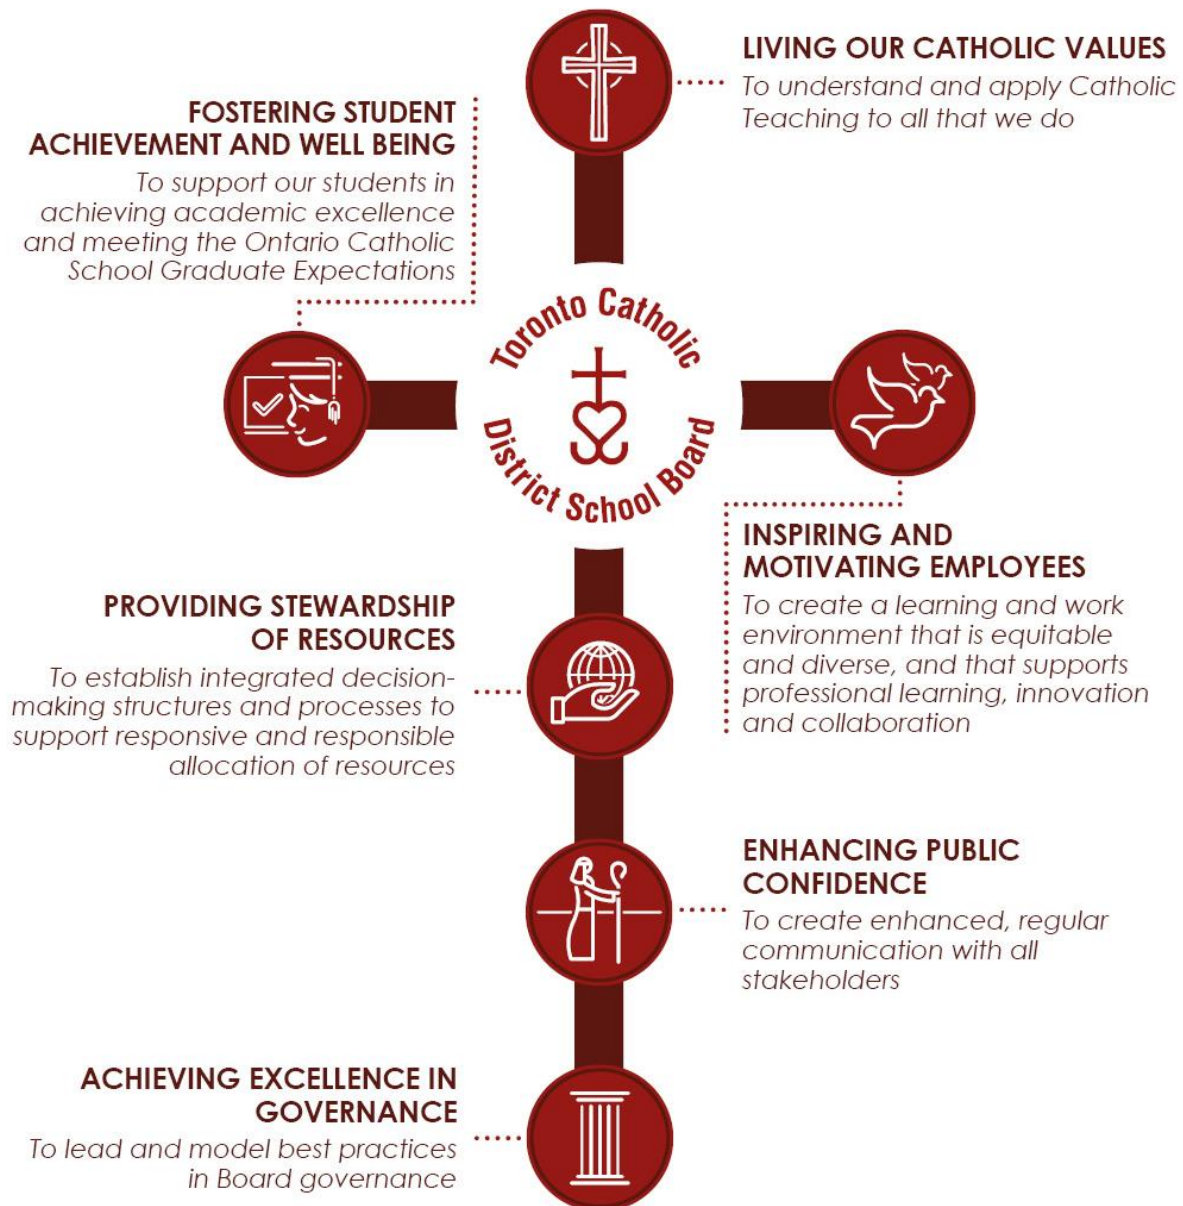 LIVING OUR CATHOLIC VALUES
To understand and apply Catholic
Teaching to all that we do
FOSTERING STUDENT
ACHIEVEMENT AND WELL BEING
To support our students in
achieving academic excellence
and meeting the Ontario Catholic
School Graduate Expectations
Toronto Catholic
District School Board
INSPIRING AND
MOTIVATING EMPLOYEES
To create a learning and work
environment that is equitable
and diverse, and that supports
professional learning, innovation
and collaboration
PROVIDING STEWARDSHIP
OF RESOURCES
To establish integrated decision-
making structures and processes to
support responsive and responsible
allocation of resources
ENHANCING PUBLIC
CONFIDENCE
To create enhanced, regular
communication with all
stakeholders
ACHIEVING EXCELLENCE IN
GOVERNANCE
To lead and model best practices
in Board governance